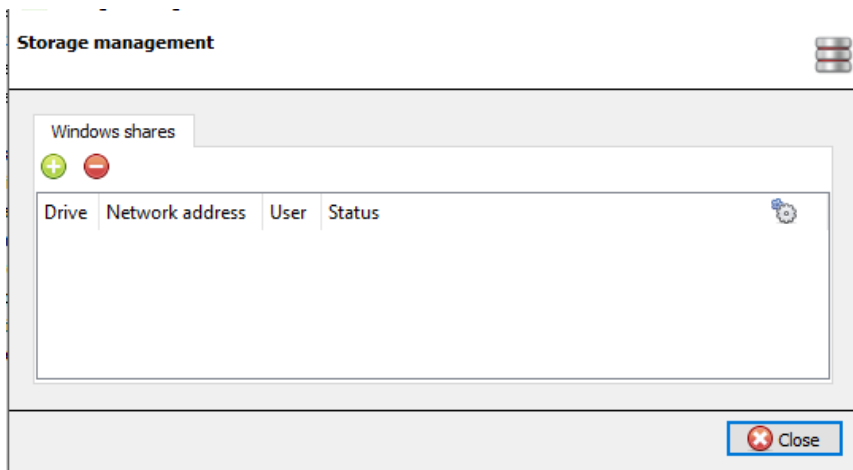 Storage management
Windows shares
Drive Network address User Status
Close